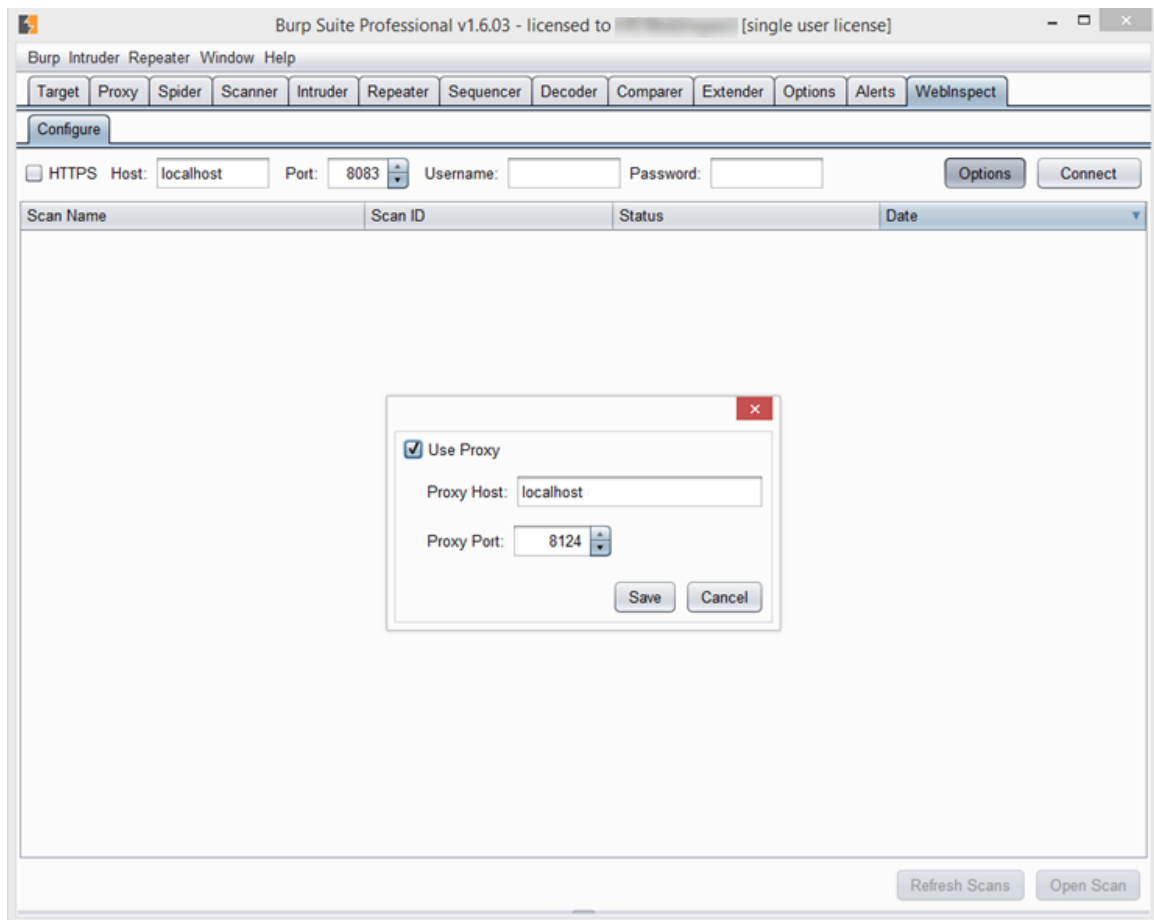 Burp Suite Professional v1.6.03 - licensed to [single user license]
Burp Intruder Repeater Window Help
Target Proxy Spider Scanner Intruder Repeater Sequencer Decoder Comparer Extender Options Alerts WebInspect
Configure
HTTPS Host: localhost Port: 8083 Username: Password: Options Connect
Scan Name Scan ID Status Date
Use Proxy
Proxy Host: localhost
Proxy Port: 8124
Save Cancel
Refresh Scans Open Scan